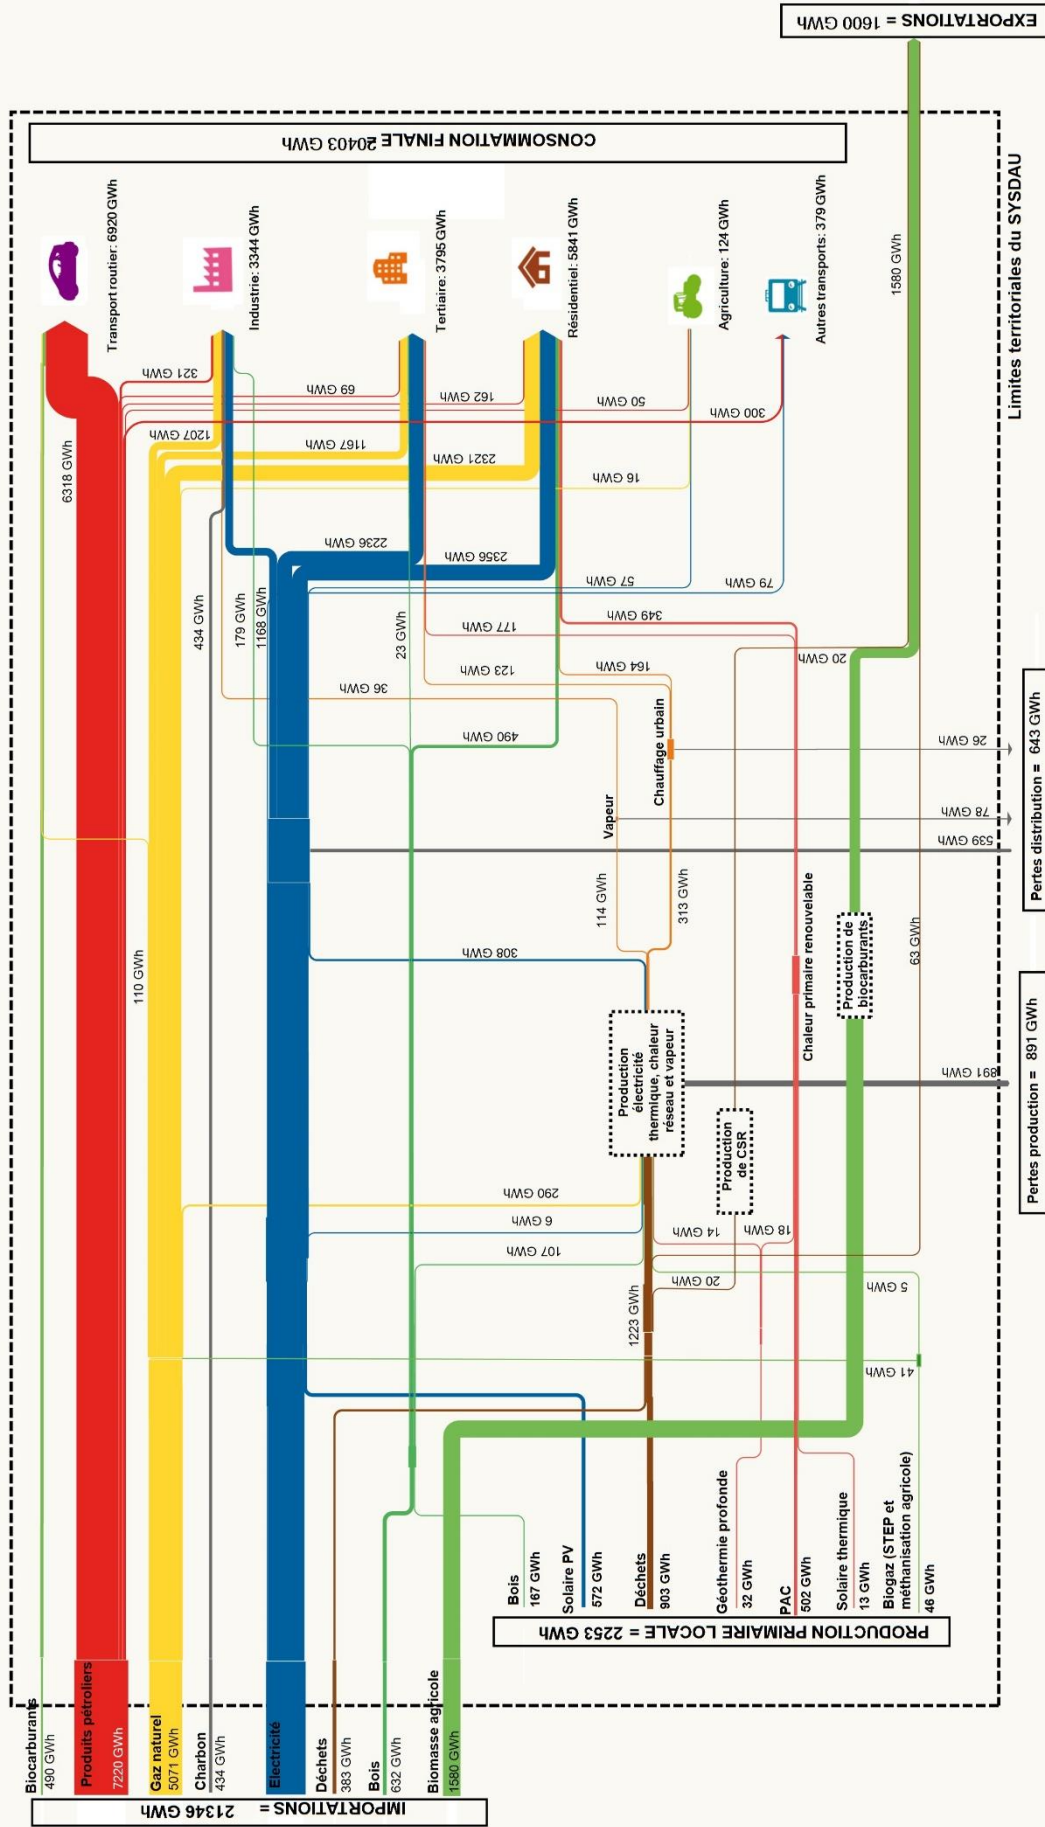 EXPORTATIONS = 1600 GWh
CONSOMMATION FINALE = 20403 GWh
Limites territoriales du SYSDAU
Transport routier: 6920 GWh
Industrie: 3344 GWh
Tertiaire: 3795 GWh
Résidentiel: 5841 GWh
Agriculture: 124 GWh
Autres transports: 379 GWh
1580 GWh
6318 GWh
321 GWh
1207 GWh
69 GWh
1167 GWh
162 GWh
2321 GWh
50 GWh
16 GWh
300 GWh
434 GWh
179 GWh
1168 GWh
2236 GWh
23 GWh
2356 GWh
57 GWh
79 GWh
36 GWh
177 GWh
123 GWh
349 GWh
164 GWh
490 GWh
20 GWh
Vapeur
Chauffage urbain
26 GWh
78 GWh
539 GWh
Pertes distribution = 643 GWh
110 GWh
308 GWh
114 GWh
313 GWh
63 GWh
Production
électricité
thermique, chaleur
réseau et vapeur
Chaleur primaire renouvelable
Production de
biocarburants
891 GWh
Pertes production = 891 GWh
Production
de CSR
290 GWh
6 GWh
107 GWh
14 GWh
18 GWh
20 GWh
5 GWh
1223 GWh
41 GWh
PRODUCTION PRIMAIRE LOCALE = 2253 GWh
Bois
167 GWh
Solaire PV
572 GWh
Déchets
903 GWh
Géothermie profonde
32 GWh
PAC
502 GWh
Solaire thermique
13 GWh
Biogaz (STEP et
méthanisation agricole)
46 GWh
IMPORTATIONS = 21346 GWh
Biocarburants
490 GWh
Produits pétroliers
7220 GWh
Gaz naturel
5071 GWh
Charbon
434 GWh
Electricité
Déchets
383 GWh
Bois
632 GWh
Biomasse agricole
1580 GWh